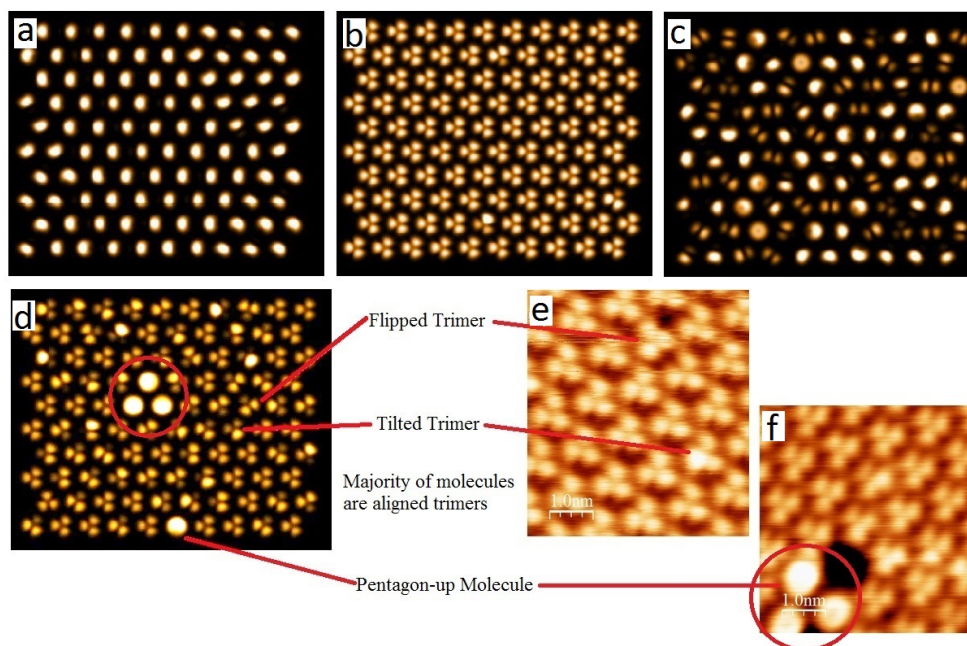 a
b
c
d
Flipped Trimer
e
Tilted Trimer
f
Majority of molecules
are aligned trimers
1.0nm
Pentagon-up Molecule
1.0nm